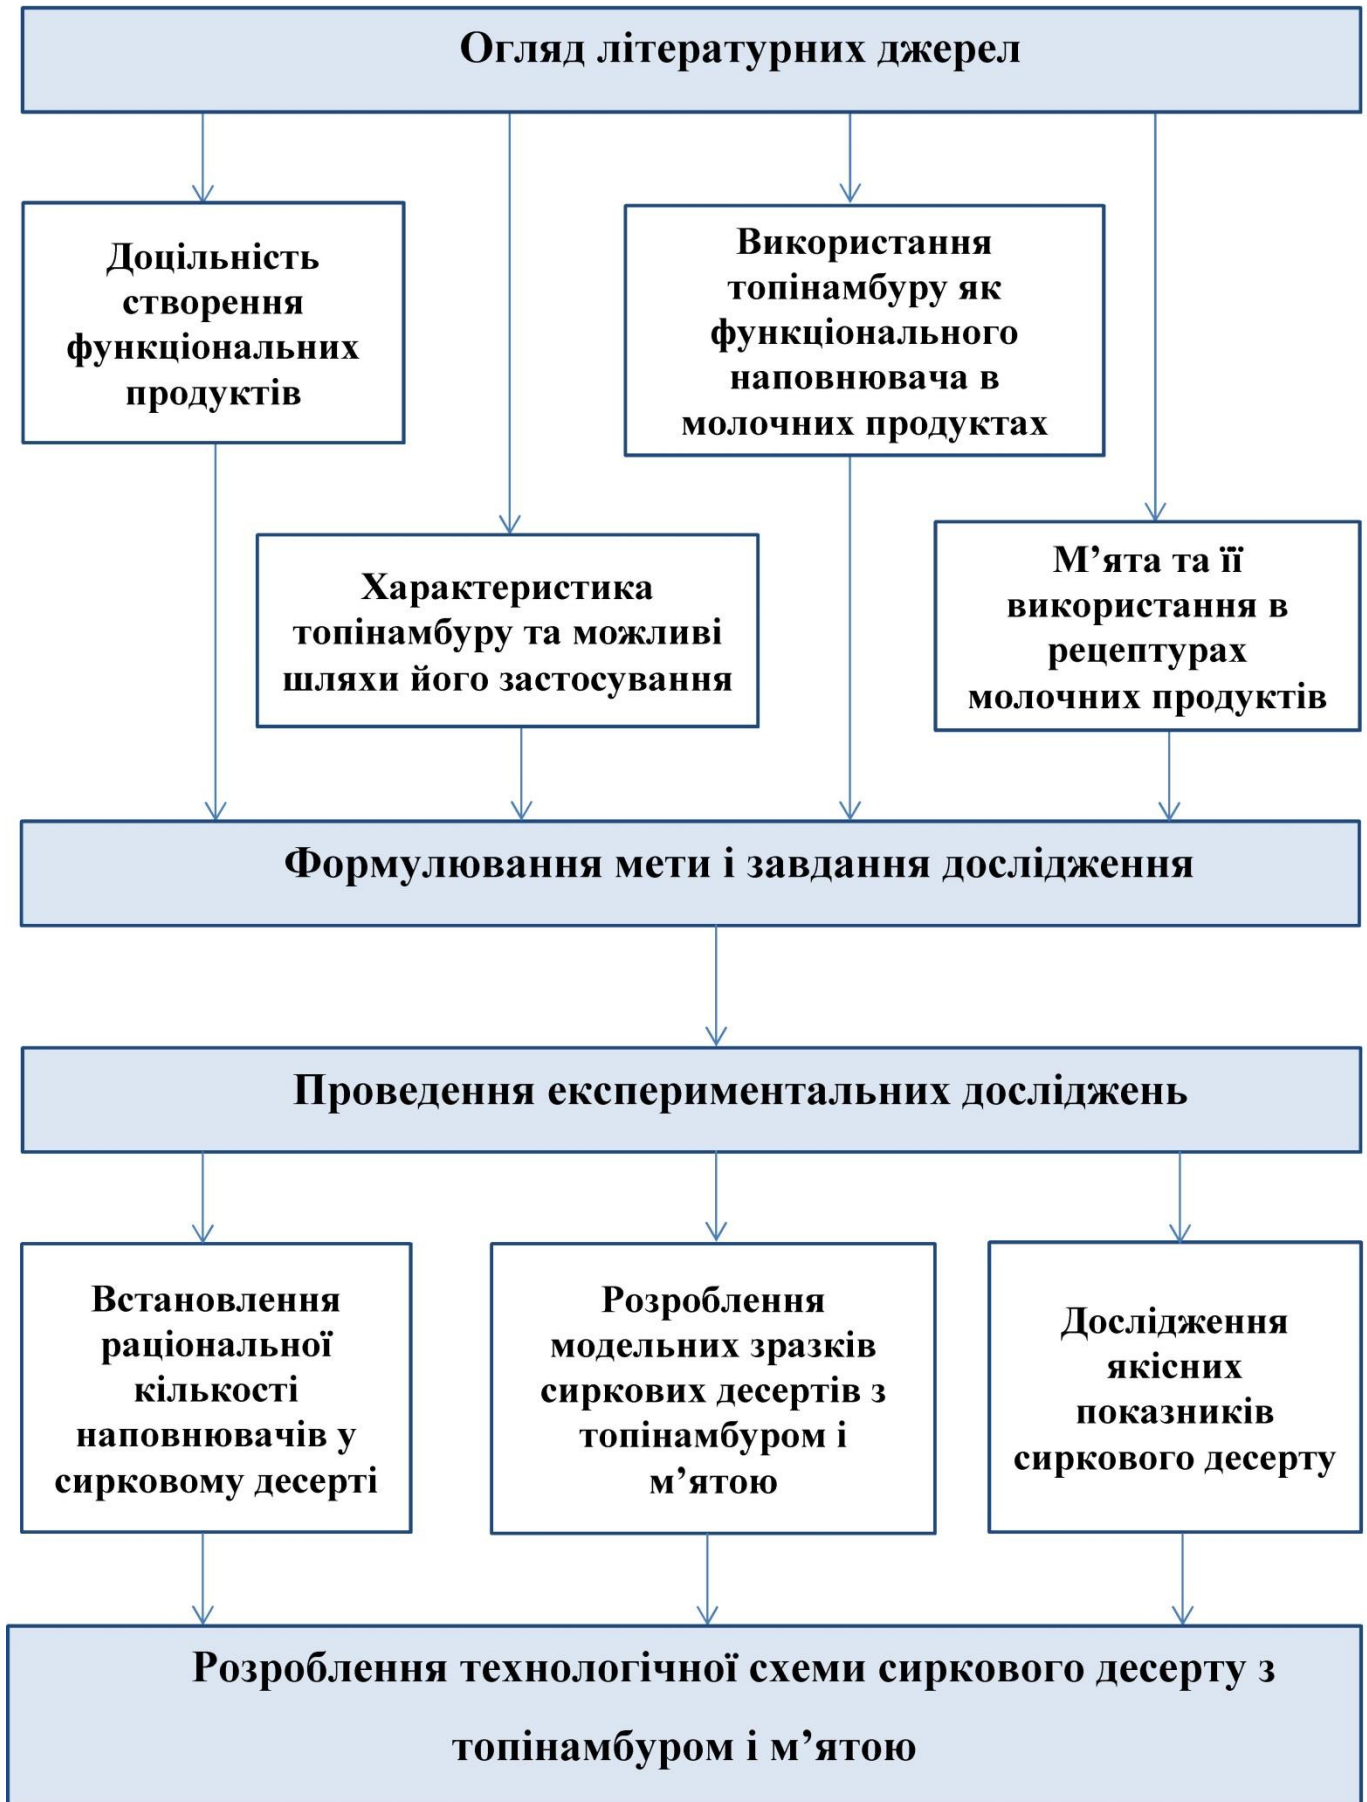 Огляд літературних джерел
Доцільність
створення
функціональних
продуктів
Використання
топінамбуру як
функціонального
наповнювача в
молочних продуктах
Характеристика
топінамбуру та можливі
шляхи його застосування
М’ята та її
використання в
рецептурах
молочних продуктів
Формулювання мети і завдання дослідження
Проведення експериментальних досліджень
Встановлення
раціональної
кількості
наповнювачів у
сирковому десерті
Розроблення
модельних зразків
сиркових десертів з
топінамбуром і
м’ятою
Дослідження
якісних
показників
сиркового десерту
Розроблення технологічної схеми сиркового десерту з
топінамбуром і м’ятою